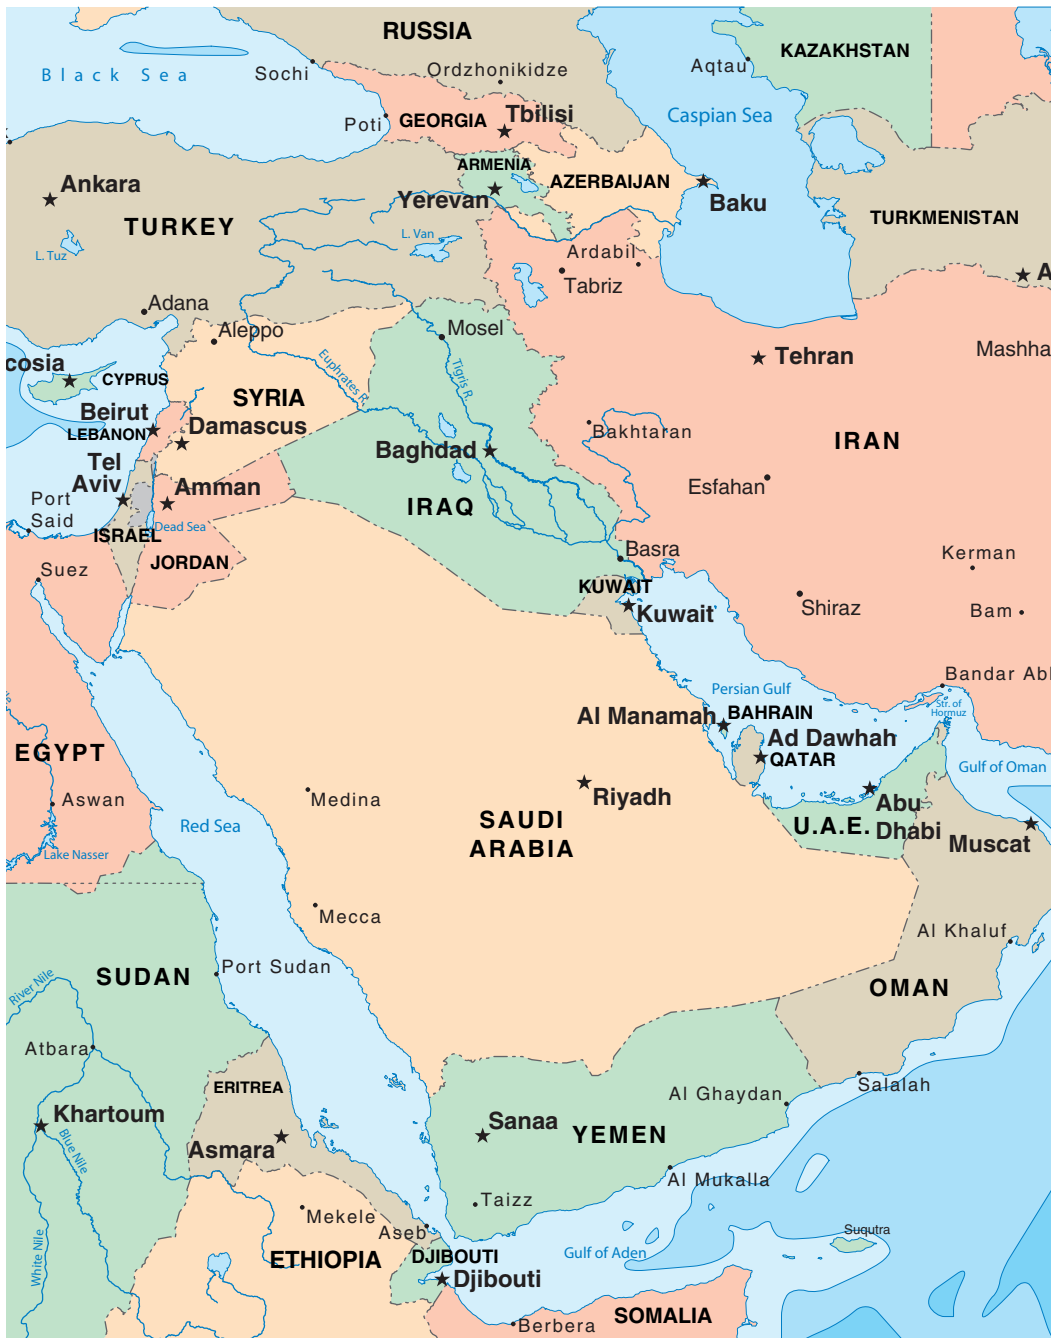 RUSSIA
KAZAKHSTAN
Black Sea
Sochi
Ordzhonikidze
Aqtau
Poti
GEORGIA
Tbilisi
Caspian Sea
ARMENIA
AZERBAIJAN
Ankara
Yerevan
Baku
TURKEY
TURKMENISTAN
L. Van
L. Tuz
Ardabil
Tabriz
A
Adana
Aleppo
Mosel
Tehran
Mashha
cosia
CYPRUS
Euphrates R.
Tigris R.
SYRIA
Beirut
LEBANON
Damascus
Bakhtaran
IRAN
Baghdad
Tel
Aviv
Amman
Esfahan
Port
Said
IRAQ
Dead Sea
ISRAEL
JORDAN
Basra
Kerman
Suez
KUWAIT
Kuwait
Shiraz
Bam
Bandar Abl
Persian Gulf
Str. of
Hormuz
Al Manamah
BAHRAIN
Ad Dawhah
QATAR
EGYPT
Gulf of Oman
Aswan
Medina
Riyadh
Abu
Dhabi
U.A.E.
Muscat
Red Sea
SAUDI
ARABIA
Lake Nasser
Mecca
Al Khaluf
SUDAN
Port Sudan
River Nile
OMAN
Atbara
ERITREA
Al Ghaydan
Salalah
Khartoum
Blue Nile
Asmara
Sanaa
YEMEN
Al Mukalla
Taizz
Mekele
Aseb
White Nile
ETHIOPIA
DJIBOUTI
Djibouti
Gulf of Aden
Suqutra
SOMALIA
Berbera